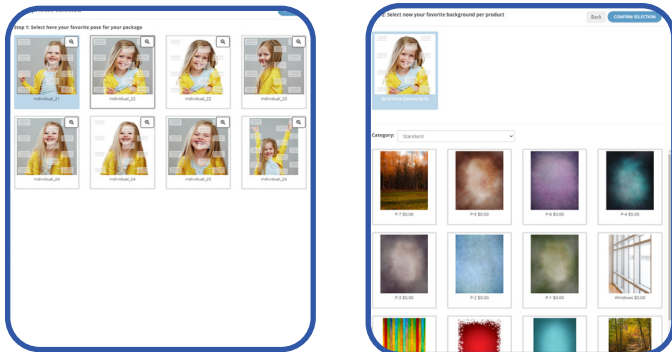 Step 1: Select here your favorite pose for your package
individual_21
individual_22
individual_22
individual_23
individual_24
individual_24
individual_25
individual_26
2: Select now your favorite background per product
Back
CONFIRM SELECTION
Category:
Standard
P-7 $0.00
P-5 $0.00
P-6 $0.00
P-4 $0.00
P-3 $0.00
P-2 $0.00
P-1 $0.00
Windows $0.00